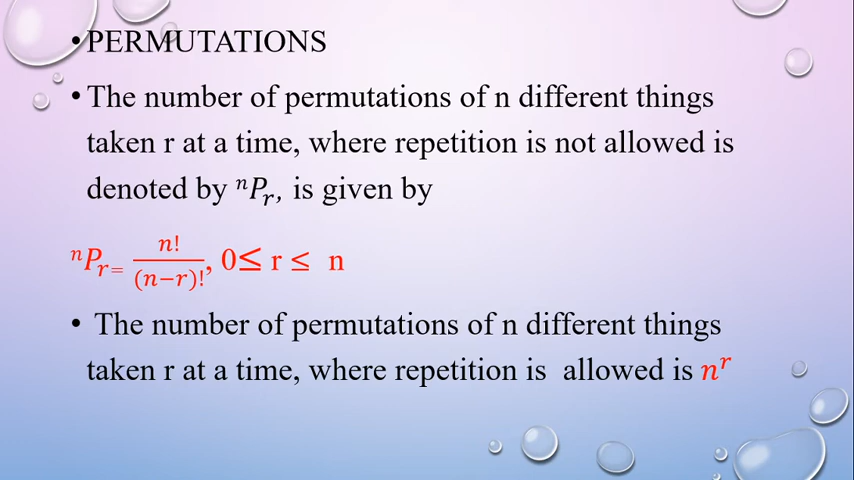 • PERMUTATIONS
• The number of permutations of n different things
taken r at a time, where repetition is not allowed is
denoted by ⁿPᵣ, is given by
ⁿPᵣ₌ n!/(n−r)!, 0≤ r ≤ n
• The number of permutations of n different things
taken r at a time, where repetition is allowed is nʳ